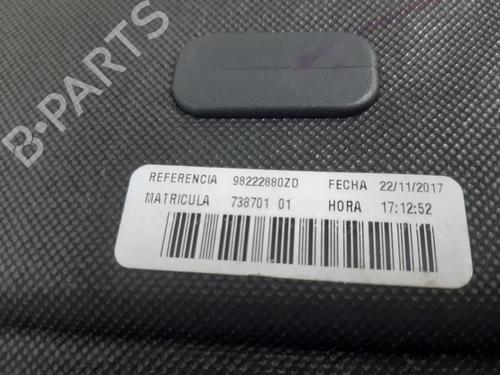 B-PARTS
REFERENCIA 98222880ZD FECHA 22/11/2017
MATRICULA 738701 01 HORA 17:12:52